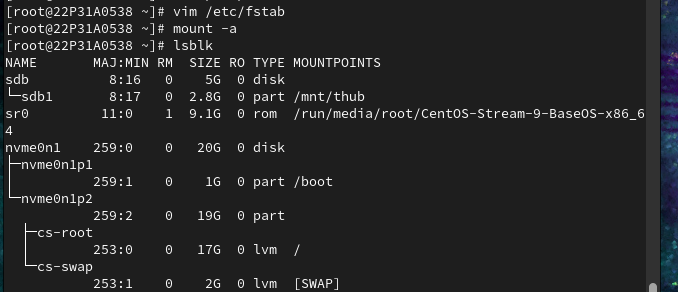 [root@22P31A0538 ~]# vim /etc/fstab
[root@22P31A0538 ~]# mount -a
[root@22P31A0538 ~]# lsblk
NAME        MAJ:MIN RM  SIZE RO TYPE MOUNTPOINTS
sdb           8:16   0    5G  0 disk
└─sdb1        8:17   0  2.8G  0 part /mnt/thub
sr0          11:0    1  9.1G  0 rom  /run/media/root/CentOS-Stream-9-BaseOS-x86_6
4
nvme0n1     259:0    0   20G  0 disk
├─nvme0n1p1
│           259:1    0    1G  0 part /boot
└─nvme0n1p2
            259:2    0   19G  0 part
  ├─cs-root
  │         253:0    0   17G  0 lvm  /
  └─cs-swap
            253:1    0    2G  0 lvm  [SWAP]